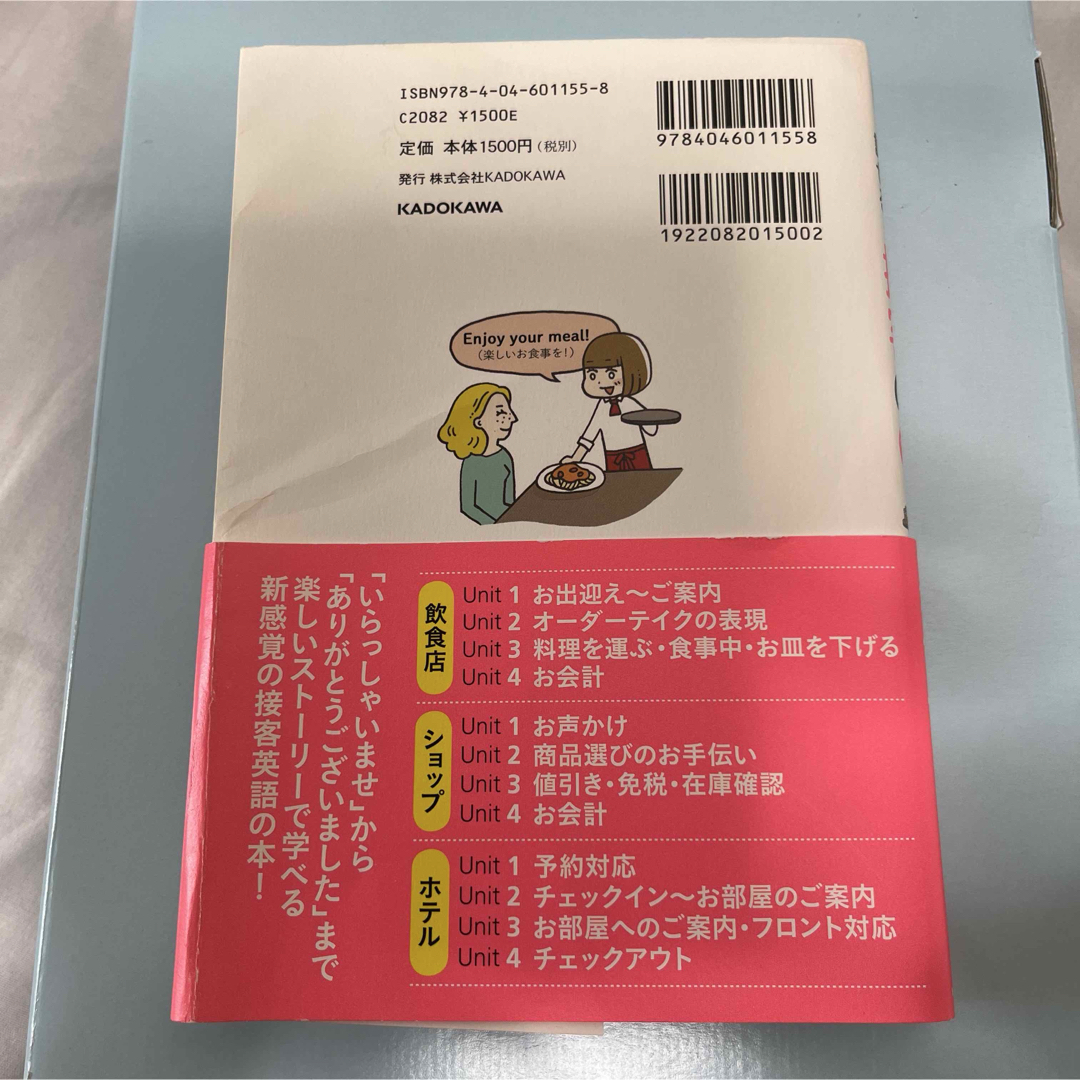 ISBN978-4-04-601155-8
C2082 ¥1500E
定価 本体1500円(税別)
発行 株式会社KADOKAWA
KADOKAWA
9784046011558
1922082015002
Enjoy your meal!
(楽しいお食事を!)
「いらっしゃいませ」から
「ありがとうございました」まで
楽しいストーリーで学べる
新感覚の接客英語の本!
飲食店
Unit 1 お出迎え～ご案内
Unit 2 オーダーテイクの表現
Unit 3 料理を運ぶ・食事中・お皿を下げる
Unit 4 お会計
ショップ
Unit 1 お声かけ
Unit 2 商品選びのお手伝い
Unit 3 値引き・免税・在庫確認
Unit 4 お会計
ホテル
Unit 1 予約対応
Unit 2 チェックイン～お部屋のご案内
Unit 3 お部屋へのご案内・フロント対応
Unit 4 チェックアウト